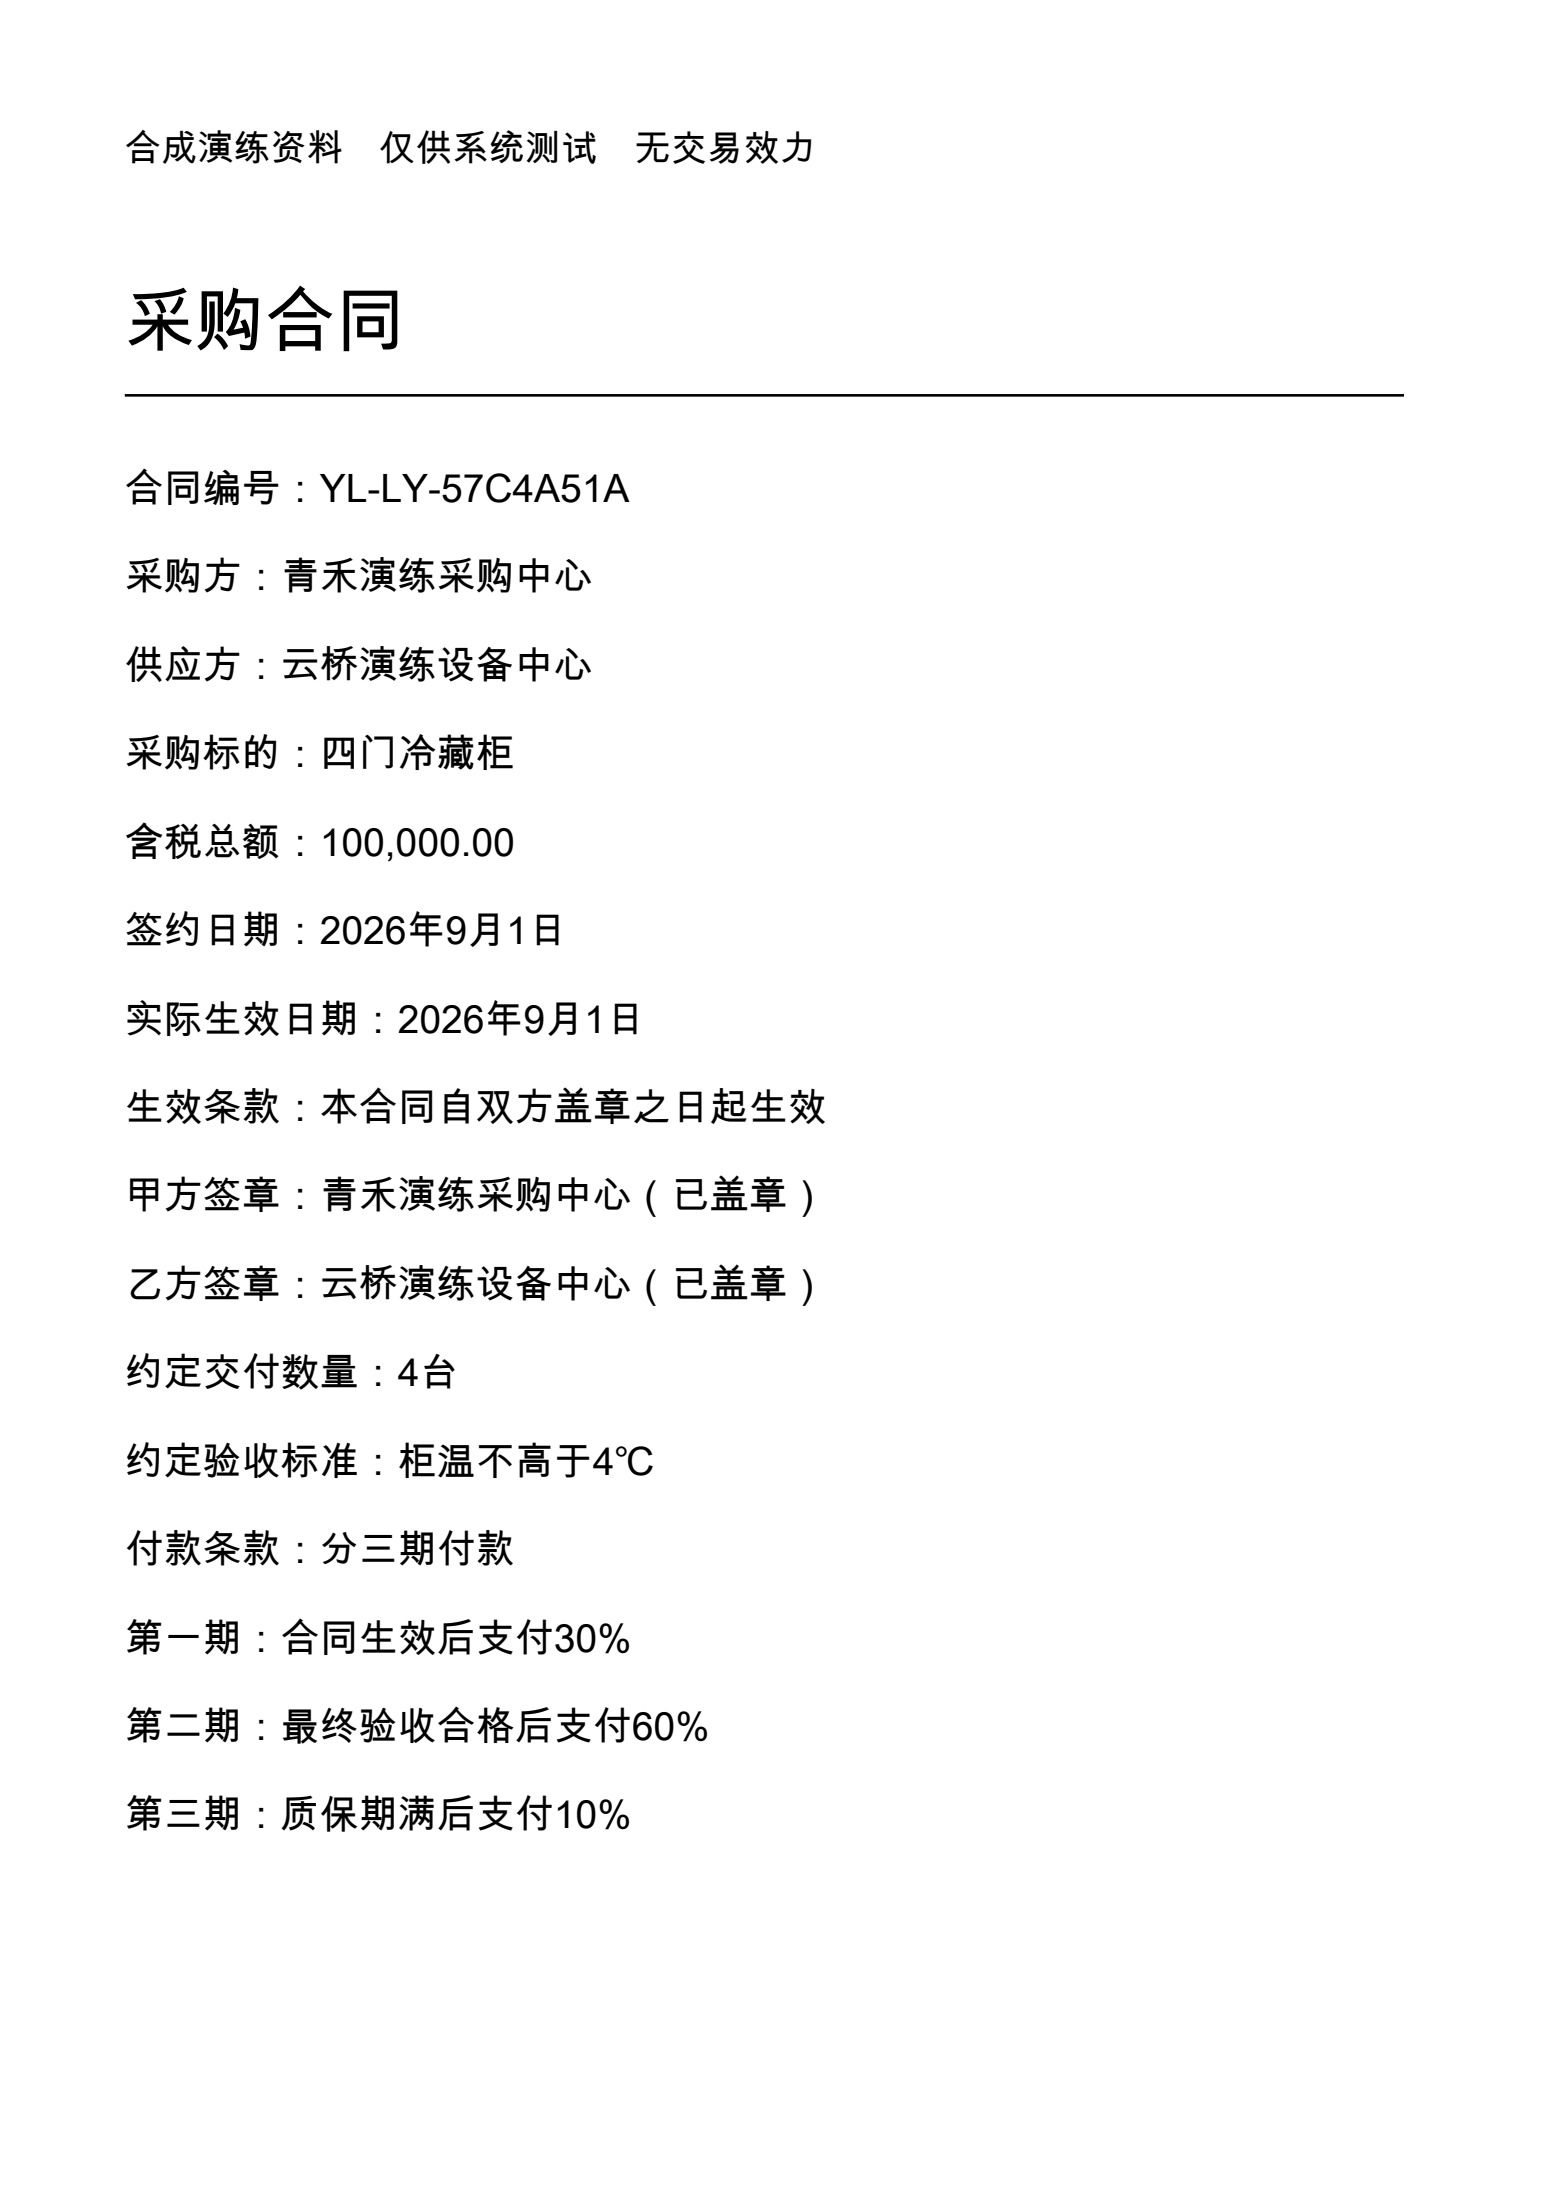 合成演练资料　仅供系统测试　无交易效力
采购合同
合同编号：YL-LY-57C4A51A
采购方：青禾演练采购中心
供应方：云桥演练设备中心
采购标的：四门冷藏柜
含税总额：100,000.00
签约日期：2026年9月1日
实际生效日期：2026年9月1日
生效条款：本合同自双方盖章之日起生效
甲方签章：青禾演练采购中心（已盖章）
乙方签章：云桥演练设备中心（已盖章）
约定交付数量：4台
约定验收标准：柜温不高于4℃
付款条款：分三期付款
第一期：合同生效后支付30%
第二期：最终验收合格后支付60%
第三期：质保期满后支付10%